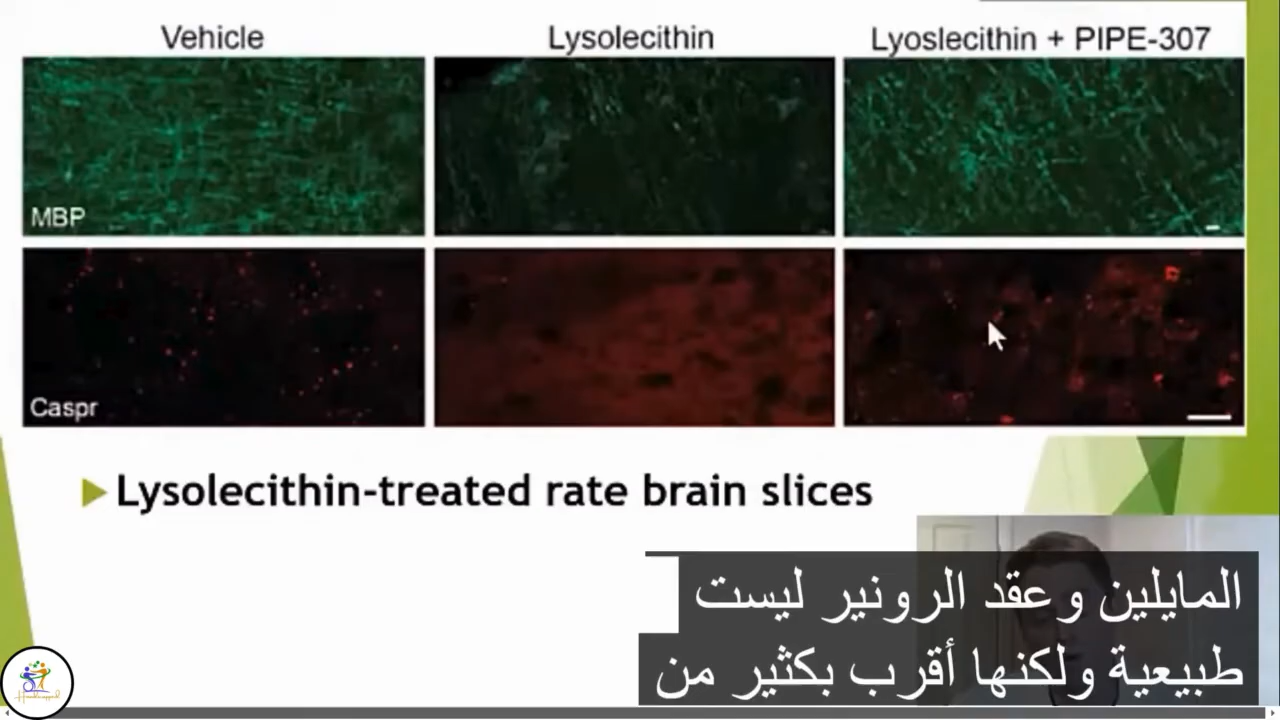 Vehicle
Lysolecithin
Lyoslecithin + PIPE-307
MBP
Caspr
Lysolecithin-treated rate brain slices
المايلين وعقد الرونير ليست
طبيعية ولكنها أقرب بكثير من